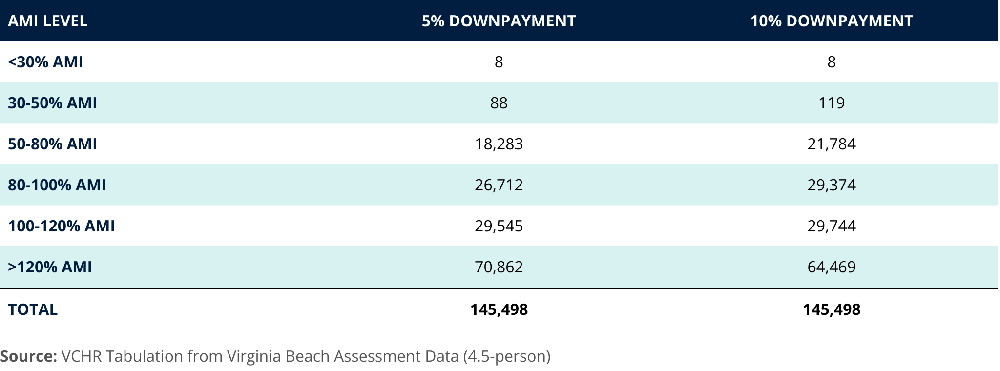 AMI LEVEL 5% DOWNPAYMENT 10% DOWNPAYMENT
<30% AMI 8 8
30-50% AMI 88 119
50-80% AMI 18,283 21,784
80-100% AMI 26,712 29,374
100-120% AMI 29,545 29,744
>120% AMI 70,862 64,469
TOTAL 145,498 145,498
Source: VCHR Tabulation from Virginia Beach Assessment Data (4.5-person)